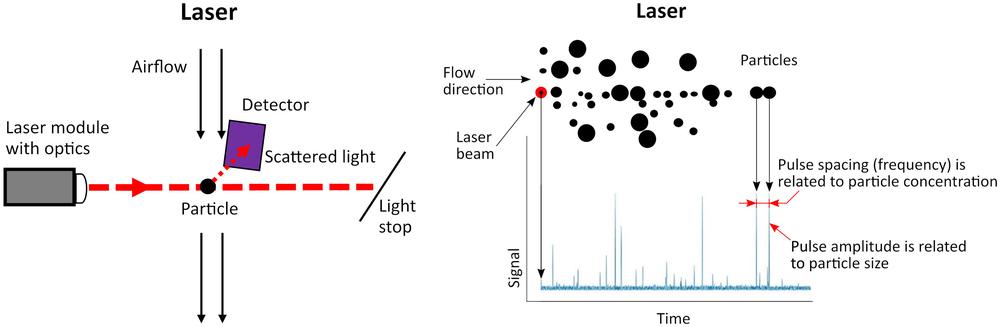 Laser
Airflow
Detector
Laser module
with optics
Scattered light
Particle
Light
stop
Laser
Particles
Flow
direction
Laser
beam
Pulse spacing (frequency) is
related to particle concentration
Pulse amplitude is related
to particle size
Signal
Time